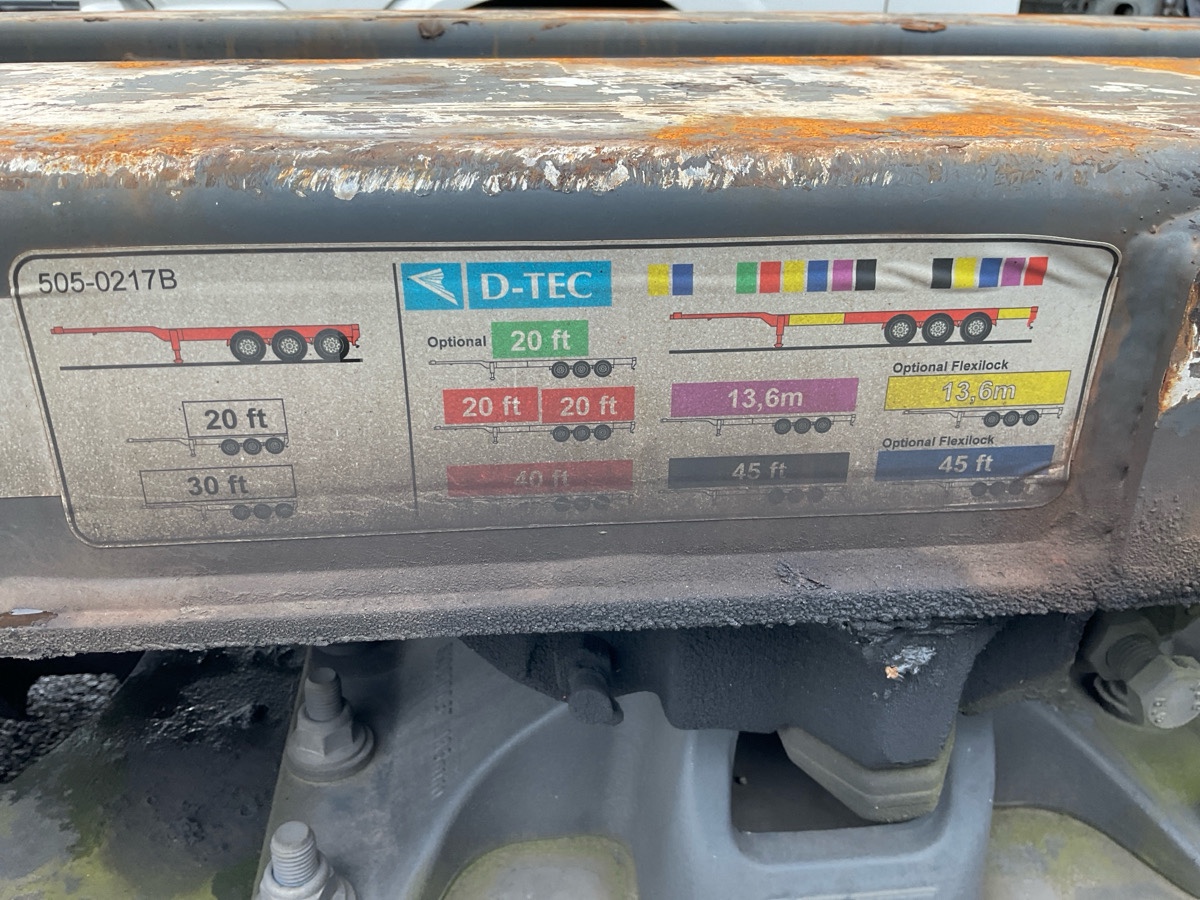 505-0217B
20 ft
30 ft
D-TEC
Optional
20 ft
20 ft 20 ft
40 ft
13,6m
45 ft
Optional Flexilock
13,6m
Optional Flexilock
45 ft